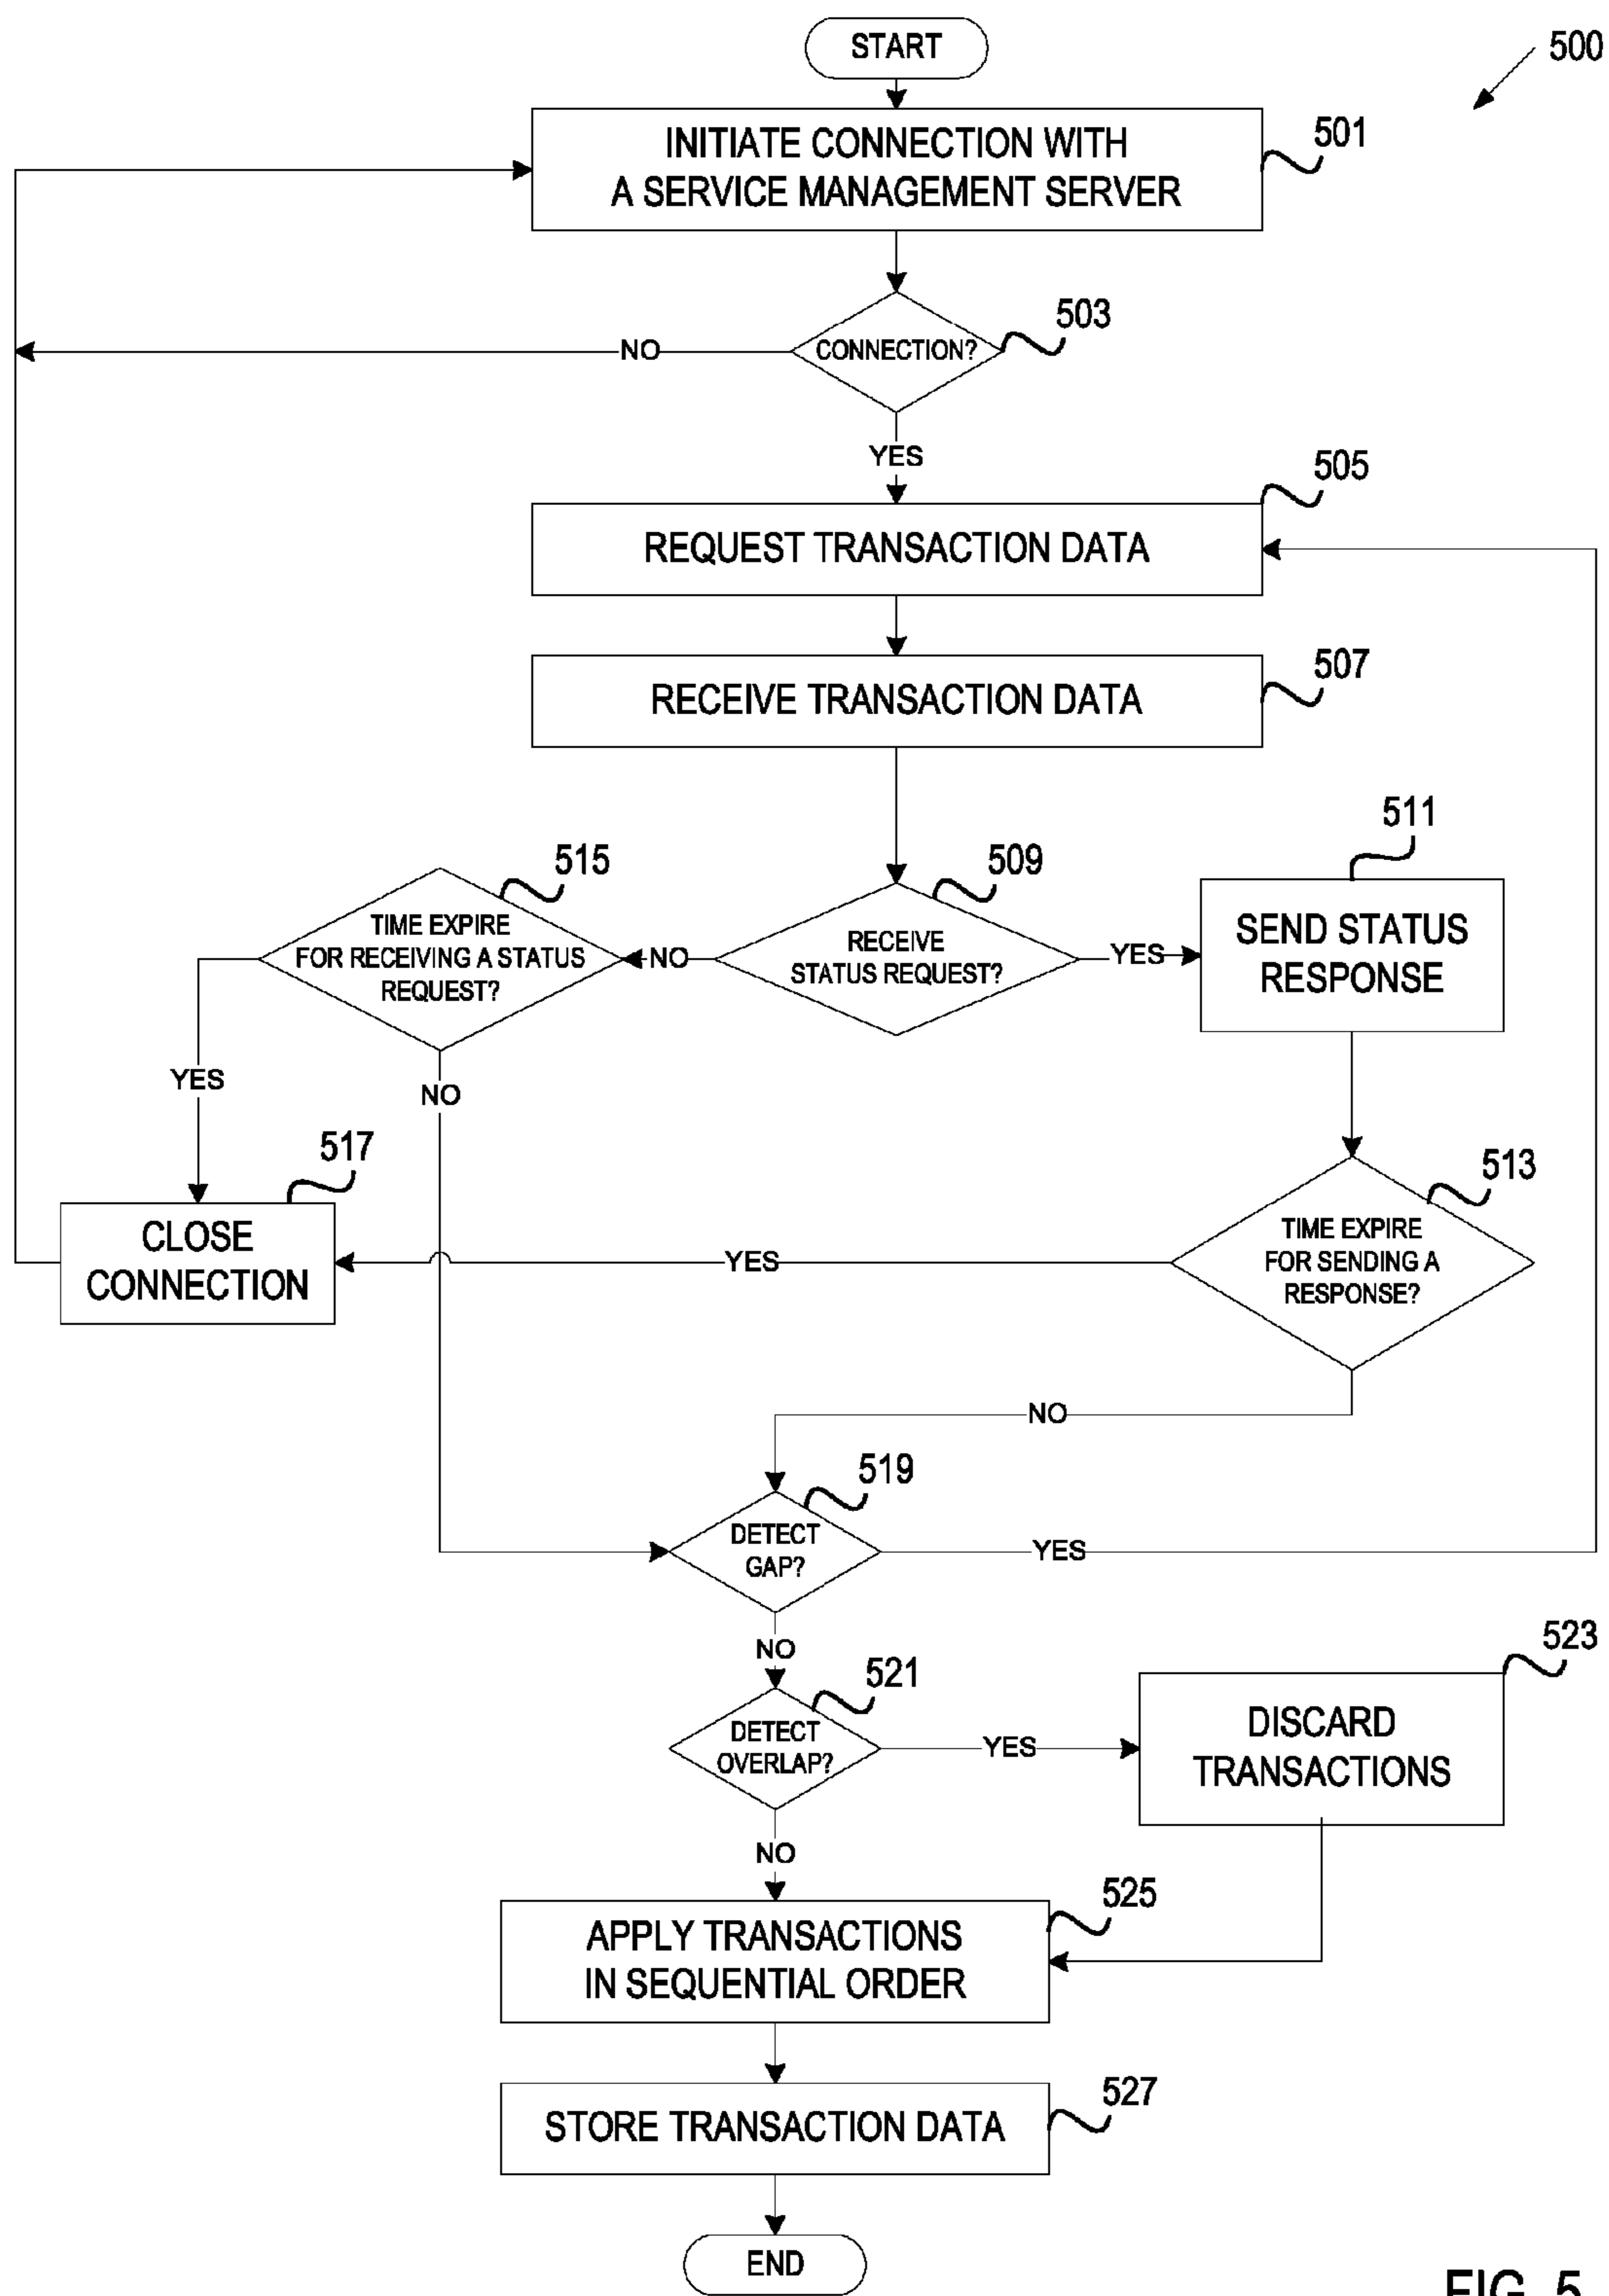 START
500
INITIATE CONNECTION WITH
A SERVICE MANAGEMENT SERVER
501
CONNECTION?
503
NO
YES
505
REQUEST TRANSACTION DATA
RECEIVE TRANSACTION DATA
507
511
515
509
TIME EXPIRE
FOR RECEIVING A STATUS
REQUEST?
NO
RECEIVE
STATUS REQUEST?
YES
SEND STATUS
RESPONSE
YES
NO
517
513
CLOSE
CONNECTION
YES
TIME EXPIRE
FOR SENDING A
RESPONSE?
NO
519
DETECT
GAP?
YES
NO
521
523
DETECT
OVERLAP?
YES
DISCARD
TRANSACTIONS
NO
525
APPLY TRANSACTIONS
IN SEQUENTIAL ORDER
527
STORE TRANSACTION DATA
END
FIG. 5